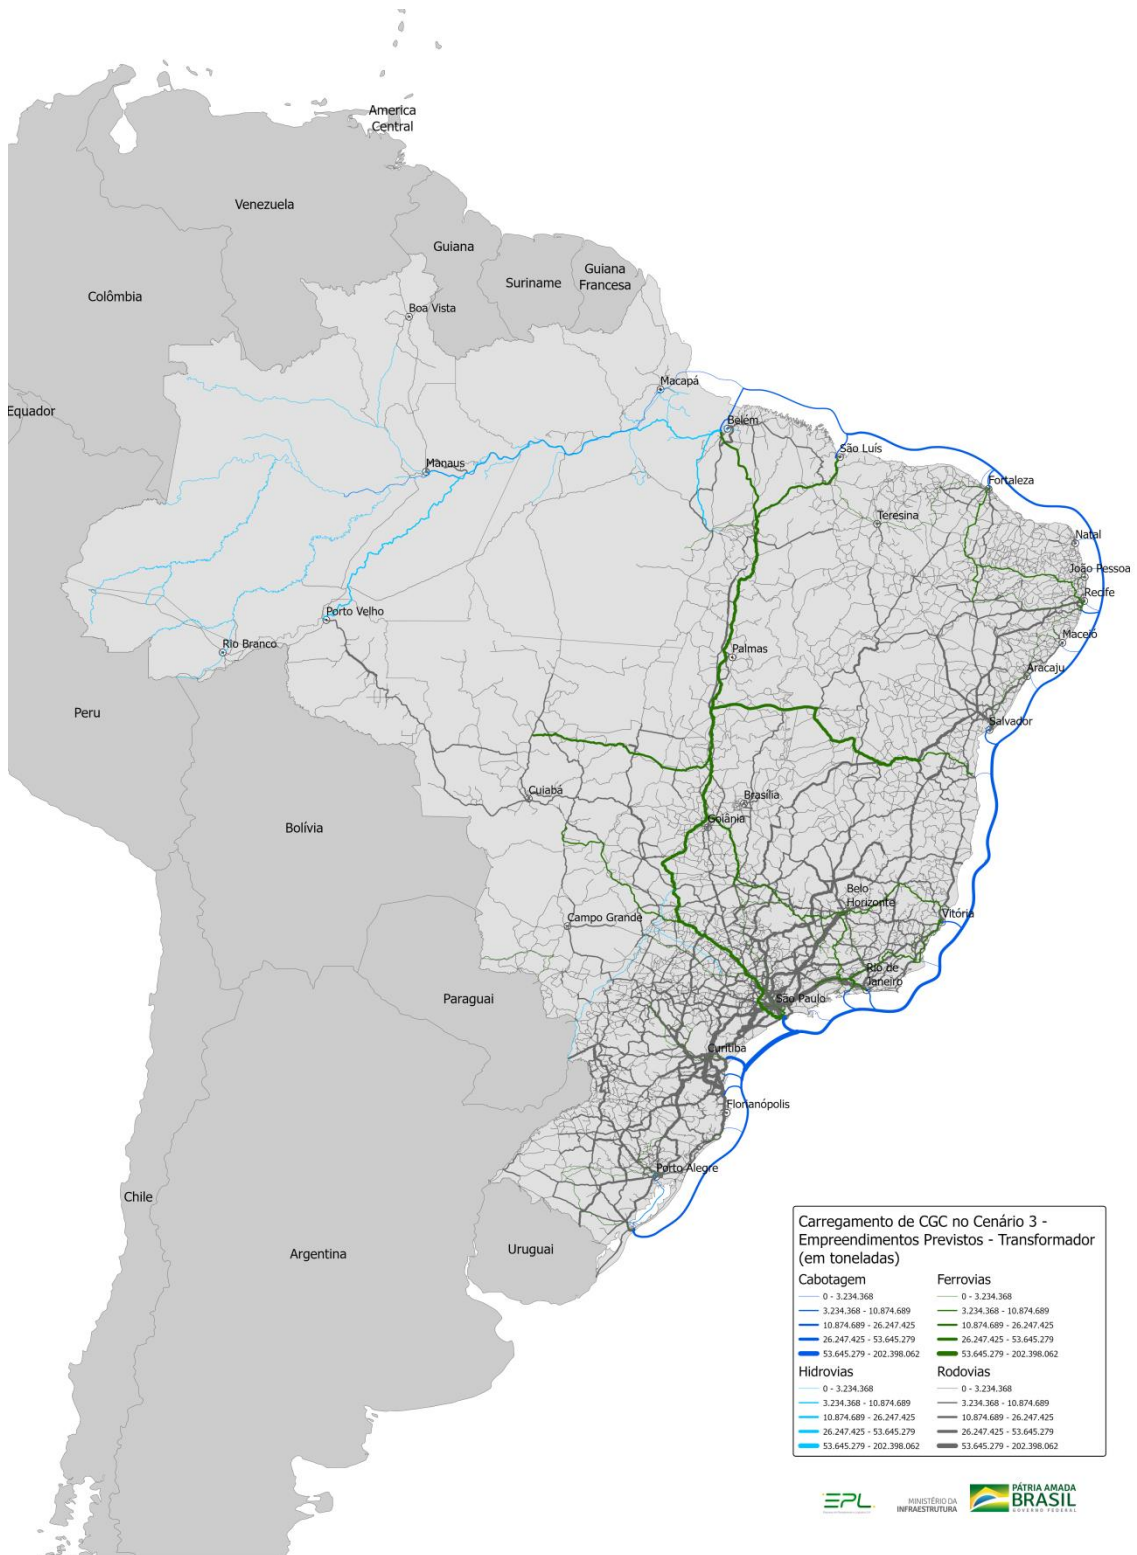 America
Central
Venezuela
Guiana
Suriname
Guiana
Francesa
Colômbia
Boa Vista
Macapá
Equador
Belém
São Luís
Manaus
Fortaleza
Teresina
Natal
João Pessoa
Recife
Porto Velho
Maceió
Rio Branco
Palmas
Aracaju
Peru
Salvador
Cuiabá
Brasília
Goiânia
Bolívia
Belo
Horizonte
Vitória
Campo Grande
Rio de
Janeiro
São Paulo
Paraguai
Curitiba
Florianópolis
Porto Alegre
Chile
Argentina
Uruguai
Carregamento de CGC no Cenário 3 -
Empreendimentos Previstos - Transformador
(em toneladas)
Cabotagem
0 - 3.234.368
3.234.368 - 10.874.689
10.874.689 - 26.247.425
26.247.425 - 53.645.279
53.645.279 - 202.398.062
Ferrovias
0 - 3.234.368
3.234.368 - 10.874.689
10.874.689 - 26.247.425
26.247.425 - 53.645.279
53.645.279 - 202.398.062
Hidrovias
0 - 3.234.368
3.234.368 - 10.874.689
10.874.689 - 26.247.425
26.247.425 - 53.645.279
53.645.279 - 202.398.062
Rodovias
0 - 3.234.368
3.234.368 - 10.874.689
10.874.689 - 26.247.425
26.247.425 - 53.645.279
53.645.279 - 202.398.062
EPL
MINISTÉRIO DA
INFRAESTRUTURA
PÁTRIA AMADA
BRASIL
GOVERNO FEDERAL